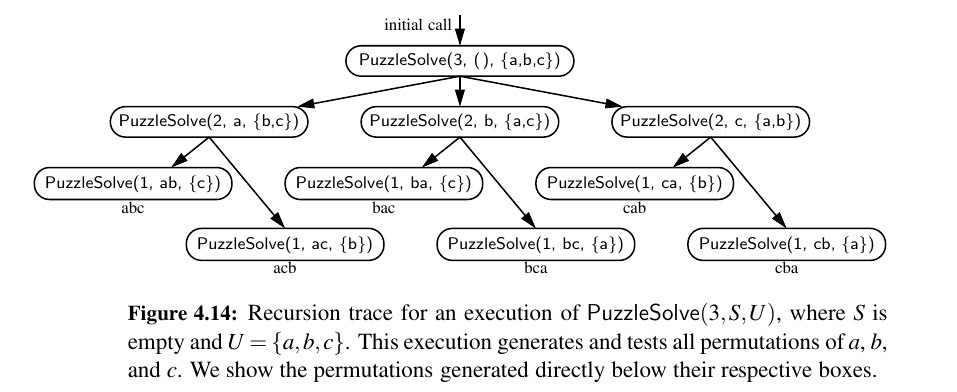 initial call
PuzzleSolve(3, ( ), {a,b,c})
PuzzleSolve(2, a, {b,c})
PuzzleSolve(2, b, {a,c})
PuzzleSolve(2, c, {a,b})
PuzzleSolve(1, ab, {c})
PuzzleSolve(1, ba, {c})
PuzzleSolve(1, ca, {b})
abc
bac
cab
PuzzleSolve(1, ac, {b})
PuzzleSolve(1, bc, {a})
PuzzleSolve(1, cb, {a})
acb
bca
cba
Figure 4.14: Recursion trace for an execution of PuzzleSolve(3,S,U), where S is
empty and U = {a,b,c}. This execution generates and tests all permutations of a, b,
and c. We show the permutations generated directly below their respective boxes.